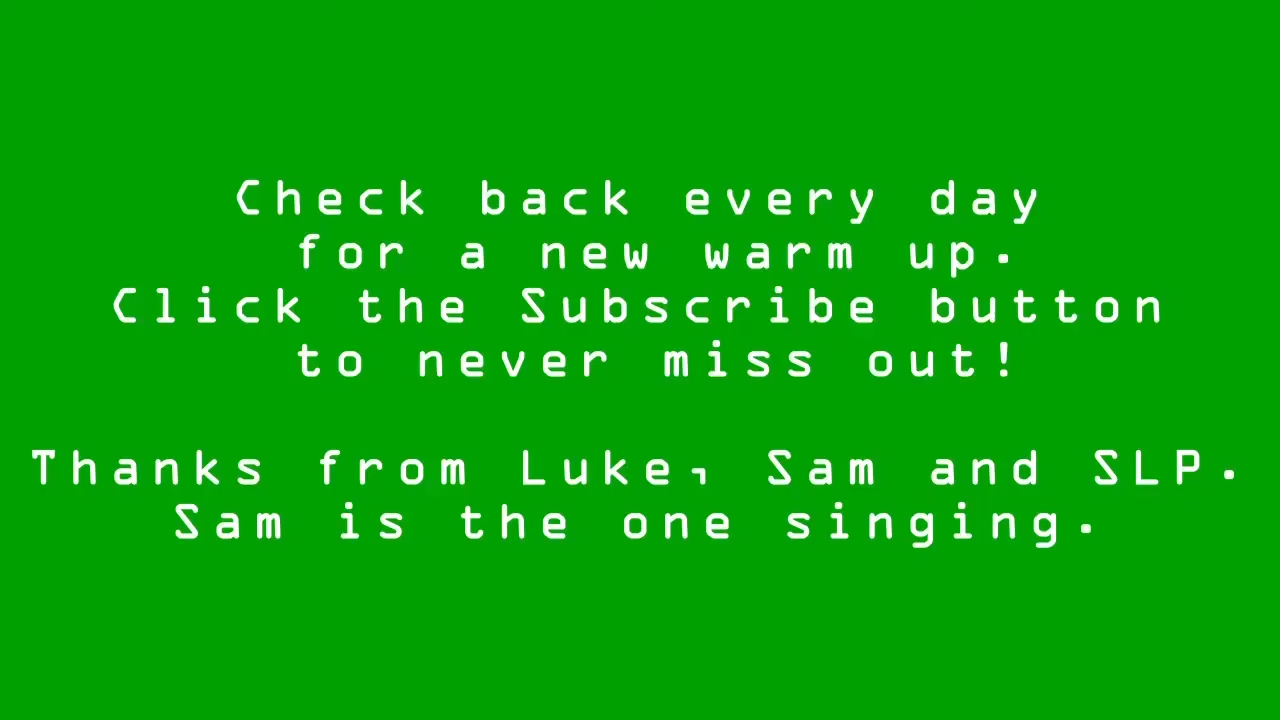 Check back every day
for a new warm up.
Click the Subscribe button
to never miss out!
Thanks from Luke, Sam and SLP.
Sam is the one singing.